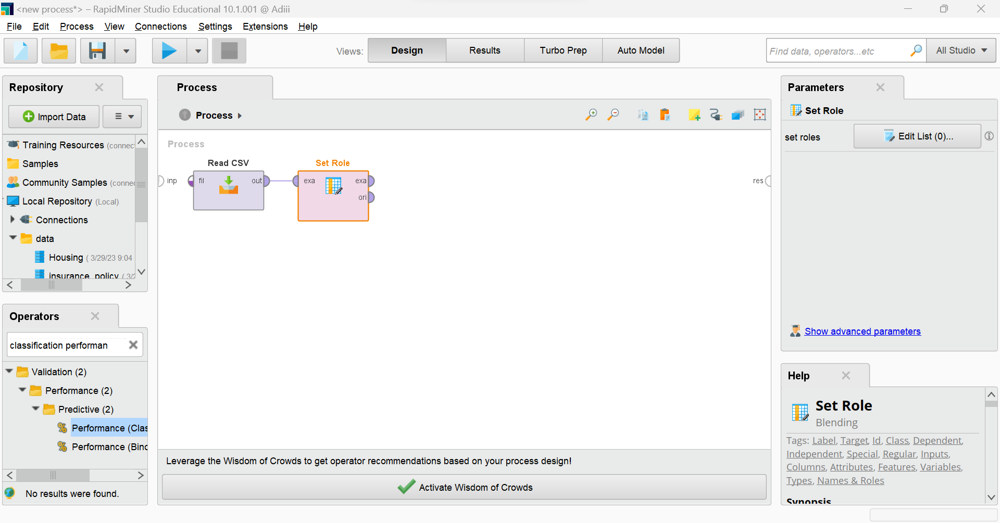 <new process*> – RapidMiner Studio Educational 10.1.001 @ Adiii
File Edit Process View Connections Settings Extensions Help
Views: Design Results Turbo Prep Auto Model
Find data, operators...etc
All Studio
Repository
Import Data
Training Resources (connec
Samples
Community Samples (connec
Local Repository (Local)
Connections
data
Housing ( 3/29/23 9:04
insurance_policy ( 3/2
Operators
classification performan
Validation (2)
Performance (2)
Predictive (2)
Performance (Clas
Performance (Bino
No results were found.
Process
Process
Process
Read CSV
Set Role
inp
fil
out
exa
exa
ori
res
Leverage the Wisdom of Crowds to get operator recommendations based on your process design!
Activate Wisdom of Crowds
Parameters
Set Role
set roles
Edit List (0)...
Show advanced parameters
Help
Set Role
Blending
Tags: Label, Target, Id, Class, Dependent,
Independent, Special, Regular, Inputs,
Columns, Attributes, Features, Variables,
Types, Names & Roles
Synopsis